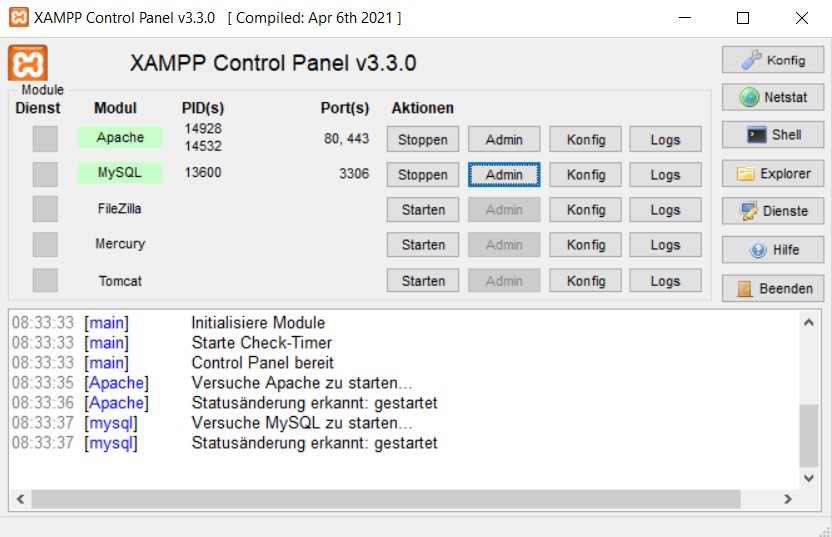 XAMPP Control Panel v3.3.0 [ Compiled: Apr 6th 2021 ]
XAMPP Control Panel v3.3.0
Konfig
Module
Dienst Modul PID(s) Port(s) Aktionen
Netstat
Apache 14928 14532 80, 443 Stoppen Admin Konfig Logs
Shell
MySQL 13600 3306 Stoppen Admin Konfig Logs
Explorer
FileZilla Starten Admin Konfig Logs
Dienste
Mercury Starten Admin Konfig Logs
Hilfe
Tomcat Starten Admin Konfig Logs
Beenden
08:33:33 [main] Initialisiere Module
08:33:33 [main] Starte Check-Timer
08:33:33 [main] Control Panel bereit
08:33:35 [Apache] Versuche Apache zu starten...
08:33:36 [Apache] Statusänderung erkannt: gestartet
08:33:37 [mysql] Versuche MySQL zu starten...
08:33:37 [mysql] Statusänderung erkannt: gestartet